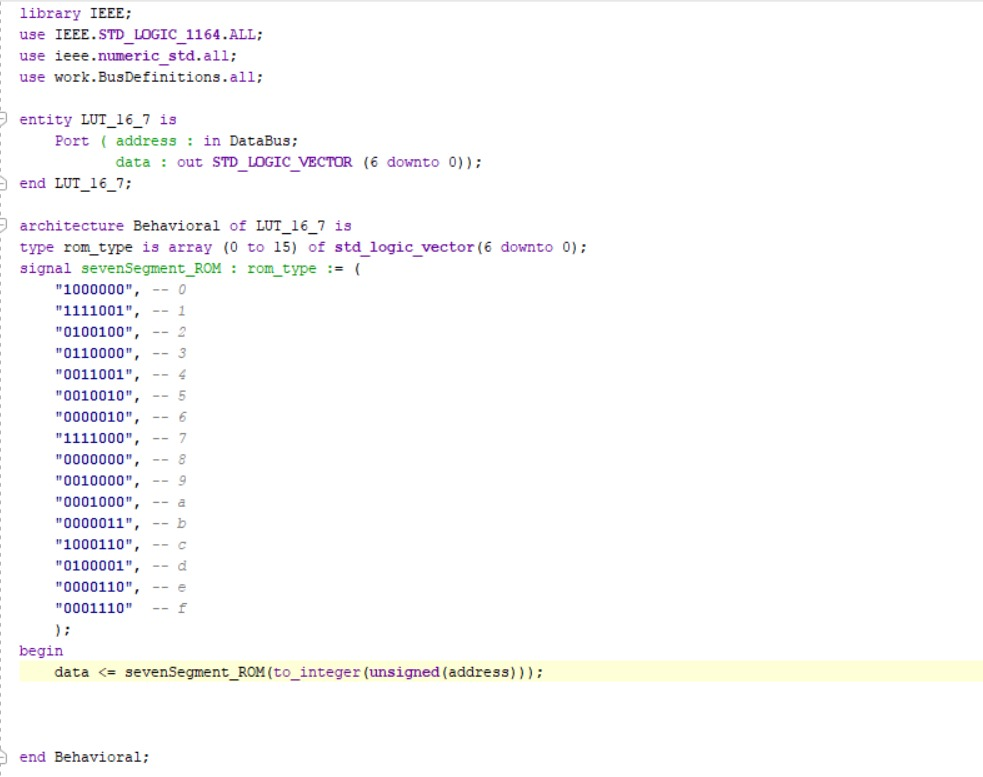 library IEEE;
use IEEE.STD_LOGIC_1164.ALL;
use ieee.numeric_std.all;
use work.BusDefinitions.all;
entity LUT_16_7 is
Port ( address : in DataBus;
data : out STD_LOGIC_VECTOR (6 downto 0));
end LUT_16_7;
architecture Behavioral of LUT_16_7 is
type rom_type is array (0 to 15) of std_logic_vector(6 downto 0);
signal sevenSegment_ROM : rom_type := (
"1000000", -- 0
"1111001", -- 1
"0100100", -- 2
"0110000", -- 3
"0011001", -- 4
"0010010", -- 5
"0000010", -- 6
"1111000", -- 7
"0000000", -- 8
"0010000", -- 9
"0001000", -- a
"0000011", -- b
"1000110", -- c
"0100001", -- d
"0000110", -- e
"0001110" -- f
);
begin
data <= sevenSegment_ROM(to_integer(unsigned(address)));
end Behavioral;